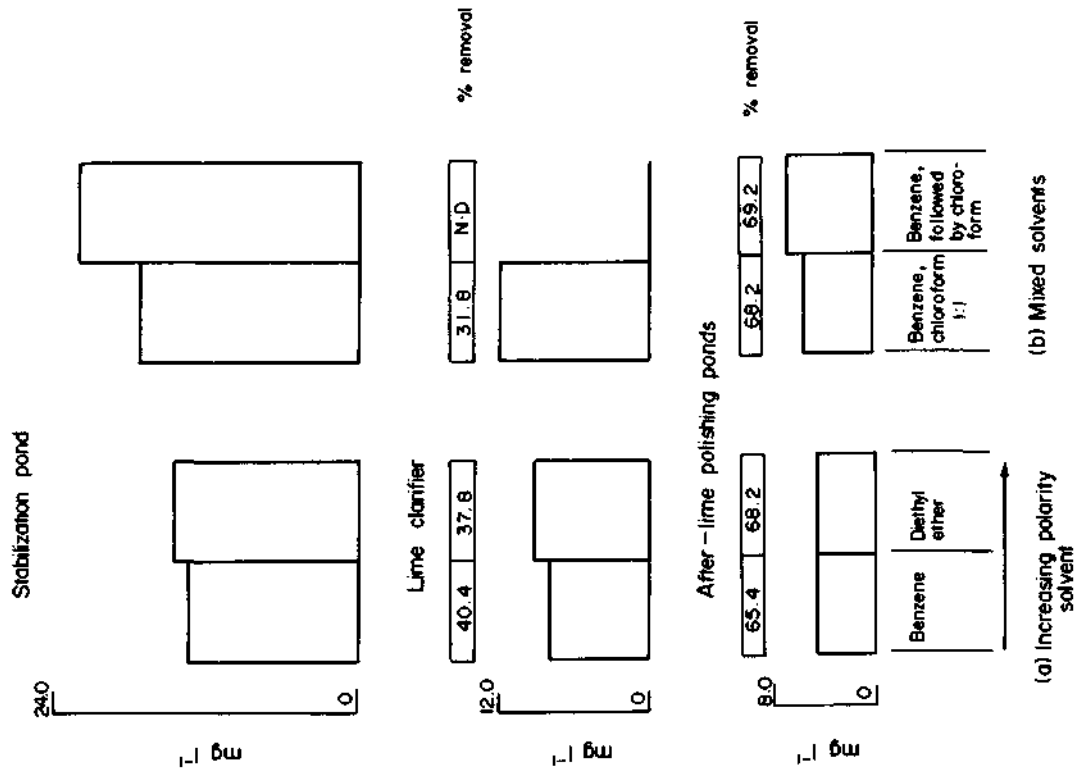 Stabilization pond
24.0
0
mg l⁻¹
Lime clarifier
40.4 37.8
31.8 N·D
% removal
12.0
0
mg l⁻¹
After-lime polishing ponds
65.4 68.2
68.2 69.2
% removal
8.0
0
mg l⁻¹
Benzene
Diethyl
ether
Benzene,
chloroform
1:1
Benzene,
followed
by chloro-
form
(a) Increasing polarity
solvent
(b) Mixed solvents